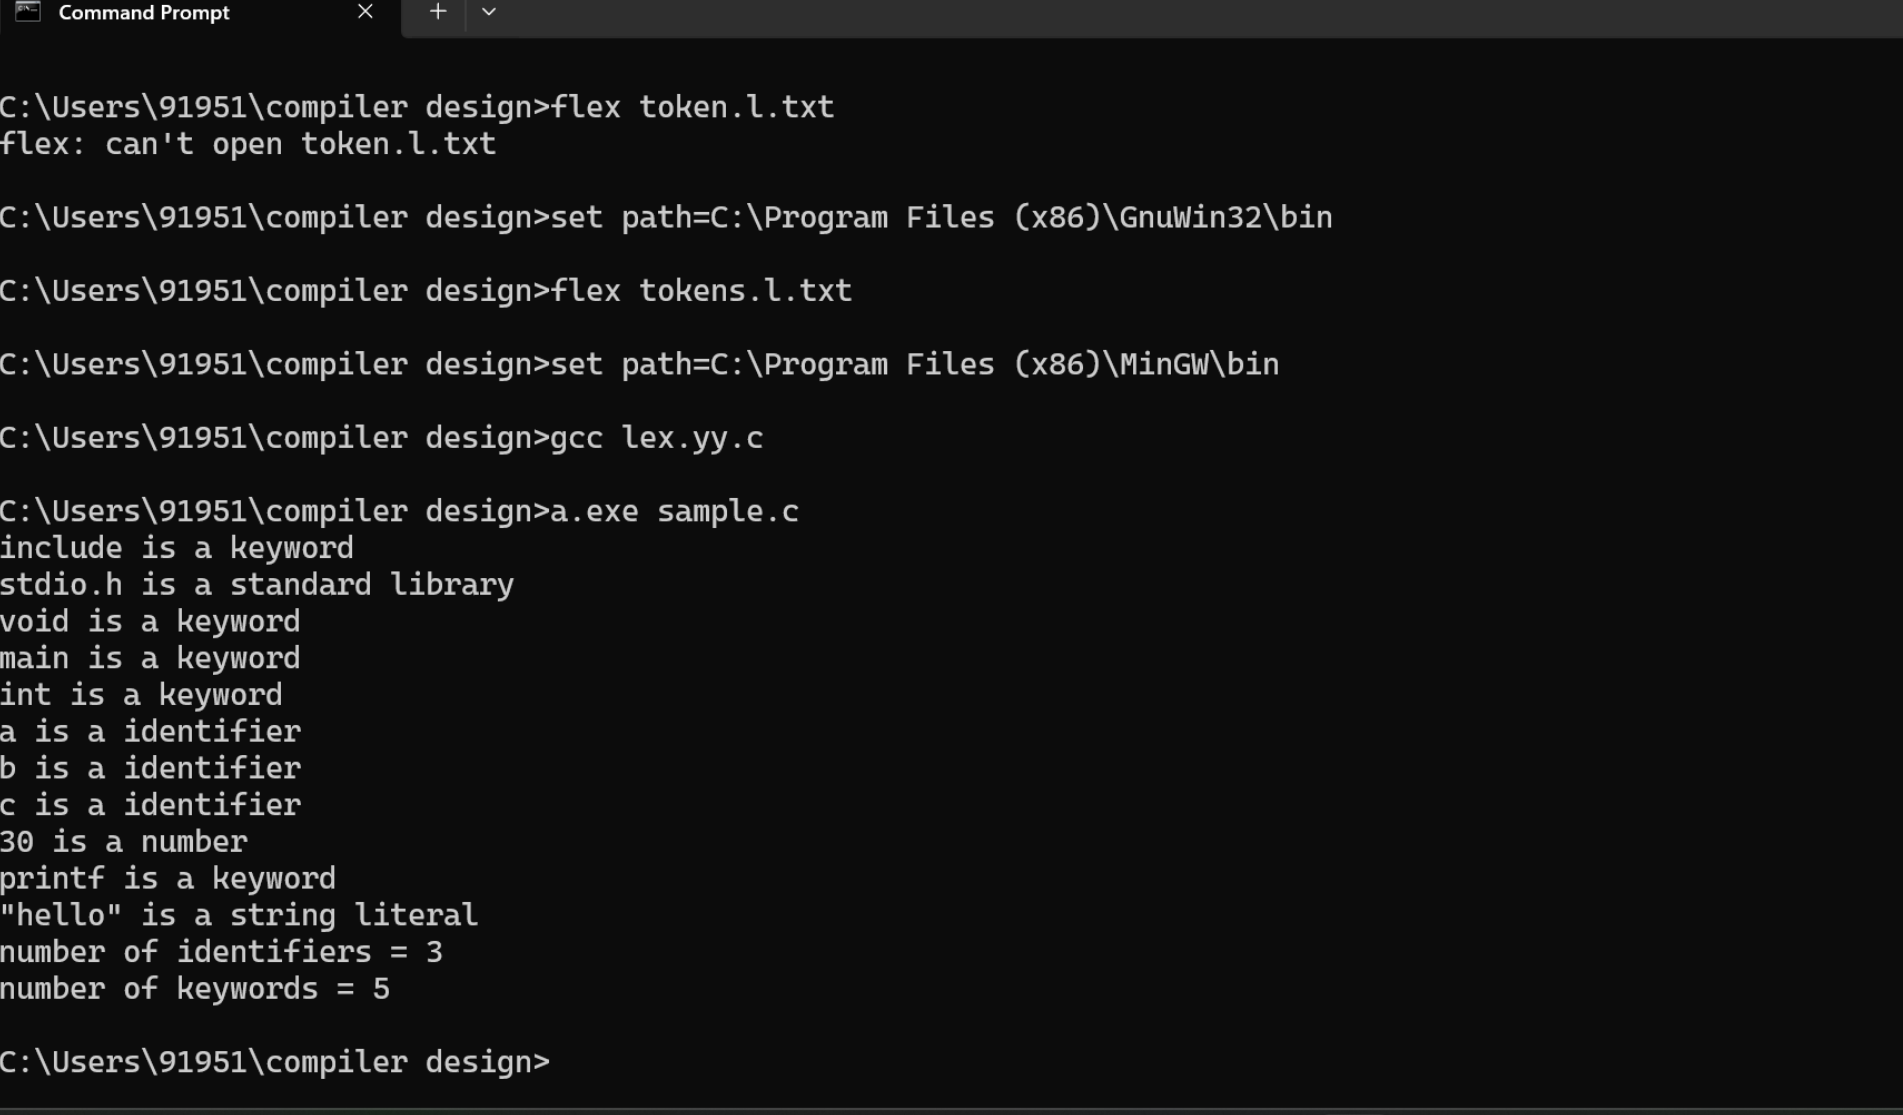 Command Prompt
C:\Users\91951\compiler design>flex token.l.txt
flex: can't open token.l.txt
C:\Users\91951\compiler design>set path=C:\Program Files (x86)\GnuWin32\bin
C:\Users\91951\compiler design>flex tokens.l.txt
C:\Users\91951\compiler design>set path=C:\Program Files (x86)\MinGW\bin
C:\Users\91951\compiler design>gcc lex.yy.c
C:\Users\91951\compiler design>a.exe sample.c
include is a keyword
stdio.h is a standard library
void is a keyword
main is a keyword
int is a keyword
a is a identifier
b is a identifier
c is a identifier
30 is a number
printf is a keyword
"hello" is a string literal
number of identifiers = 3
number of keywords = 5
C:\Users\91951\compiler design>